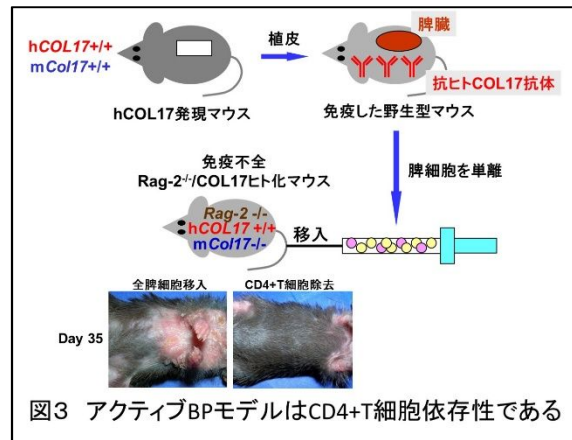 hCOL17+/+
mCol17+/+
植皮
脾臓
抗ヒトCOL17抗体
hCOL17発現マウス
免疫した野生型マウス
脾細胞を単離
免疫不全
Rag-2-/-/COL17ヒト化マウス
Rag-2 -/-
hCOL17 +/+
mCol17-/-
移入
全脾細胞移入
CD4+T細胞除去
Day 35
図3 アクティブBPモデルはCD4+T細胞依存性である